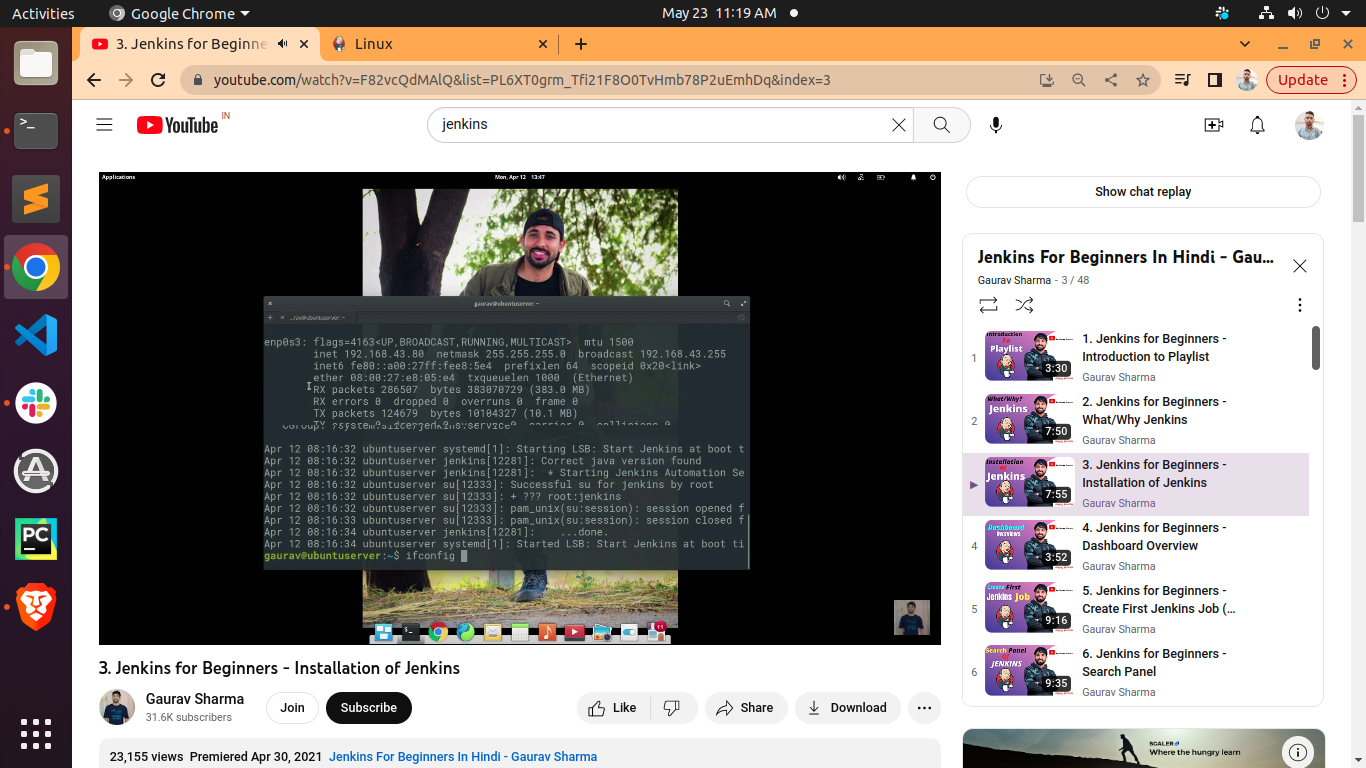 Activities
Google Chrome
May 23 11:19 AM
3. Jenkins for Beginne
Linux
youtube.com/watch?v=F82vcQdMAlQ&list=PL6XT0grm_Tfi21F8O0TvHmb78P2uEmhDq&index=3
Update
YouTube IN
jenkins
Applications
Mon, Apr 12 13:47
gaurav@ubuntuserver: ~
...rav@ubuntuserver: ~
enp0s3: flags=4163<UP,BROADCAST,RUNNING,MULTICAST> mtu 1500
inet 192.168.43.80 netmask 255.255.255.0 broadcast 192.168.43.255
inet6 fe80::a00:27ff:fee8:5e4 prefixlen 64 scopeid 0x20<link>
ether 08:00:27:e8:05:e4 txqueuelen 1000 (Ethernet)
RX packets 286507 bytes 383070729 (383.0 MB)
RX errors 0 dropped 0 overruns 0 frame 0
TX packets 124679 bytes 10104327 (10.1 MB)
Apr 12 08:16:32 ubuntuserver systemd[1]: Starting LSB: Start Jenkins at boot t
Apr 12 08:16:32 ubuntuserver jenkins[12281]: Correct java version found
Apr 12 08:16:32 ubuntuserver jenkins[12281]: * Starting Jenkins Automation Se
Apr 12 08:16:32 ubuntuserver su[12333]: Successful su for jenkins by root
Apr 12 08:16:32 ubuntuserver su[12333]: + ??? root:jenkins
Apr 12 08:16:32 ubuntuserver su[12333]: pam_unix(su:session): session opened f
Apr 12 08:16:33 ubuntuserver su[12333]: pam_unix(su:session): session closed f
Apr 12 08:16:34 ubuntuserver jenkins[12281]: ...done.
Apr 12 08:16:34 ubuntuserver systemd[1]: Started LSB: Start Jenkins at boot ti
gaurav@ubuntuserver:~$ ifconfig
11
3. Jenkins for Beginners - Installation of Jenkins
Gaurav Sharma
31.6K subscribers
Join
Subscribe
Like
Share
Download
23,155 views Premiered Apr 30, 2021 Jenkins For Beginners In Hindi - Gaurav Sharma
Show chat replay
Jenkins For Beginners In Hindi - Gau...
Gaurav Sharma - 3 / 48
1
Introduction
to
Playlist
3:30
1. Jenkins for Beginners -
Introduction to Playlist
Gaurav Sharma
2
What/Why?
Jenkins
7:50
2. Jenkins for Beginners -
What/Why Jenkins
Gaurav Sharma
Installation
of
Jenkins
7:55
3. Jenkins for Beginners -
Installation of Jenkins
Gaurav Sharma
4
Dashboard
Overviews
3:52
4. Jenkins for Beginners -
Dashboard Overview
Gaurav Sharma
5
Create First
Jenkins Job
9:16
5. Jenkins for Beginners -
Create First Jenkins Job (...
Gaurav Sharma
6
Search Panel
of
JENKINS
9:35
6. Jenkins for Beginners -
Search Panel
Gaurav Sharma
SCALER
Where the hungry learn